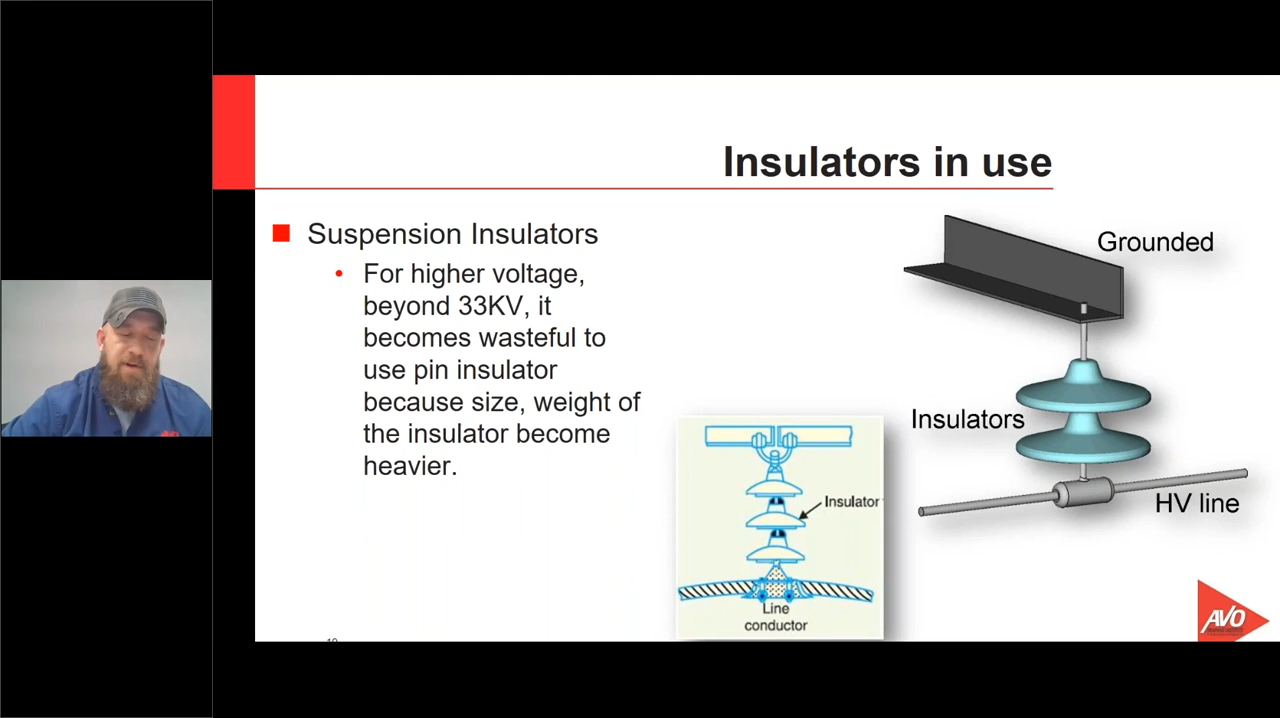 Insulators in use
Suspension Insulators
• For higher voltage,
beyond 33KV, it
becomes wasteful to
use pin insulator
because size, weight of
the insulator become
heavier.
Grounded
Insulators
HV line
Insulator
Line
conductor
AVO